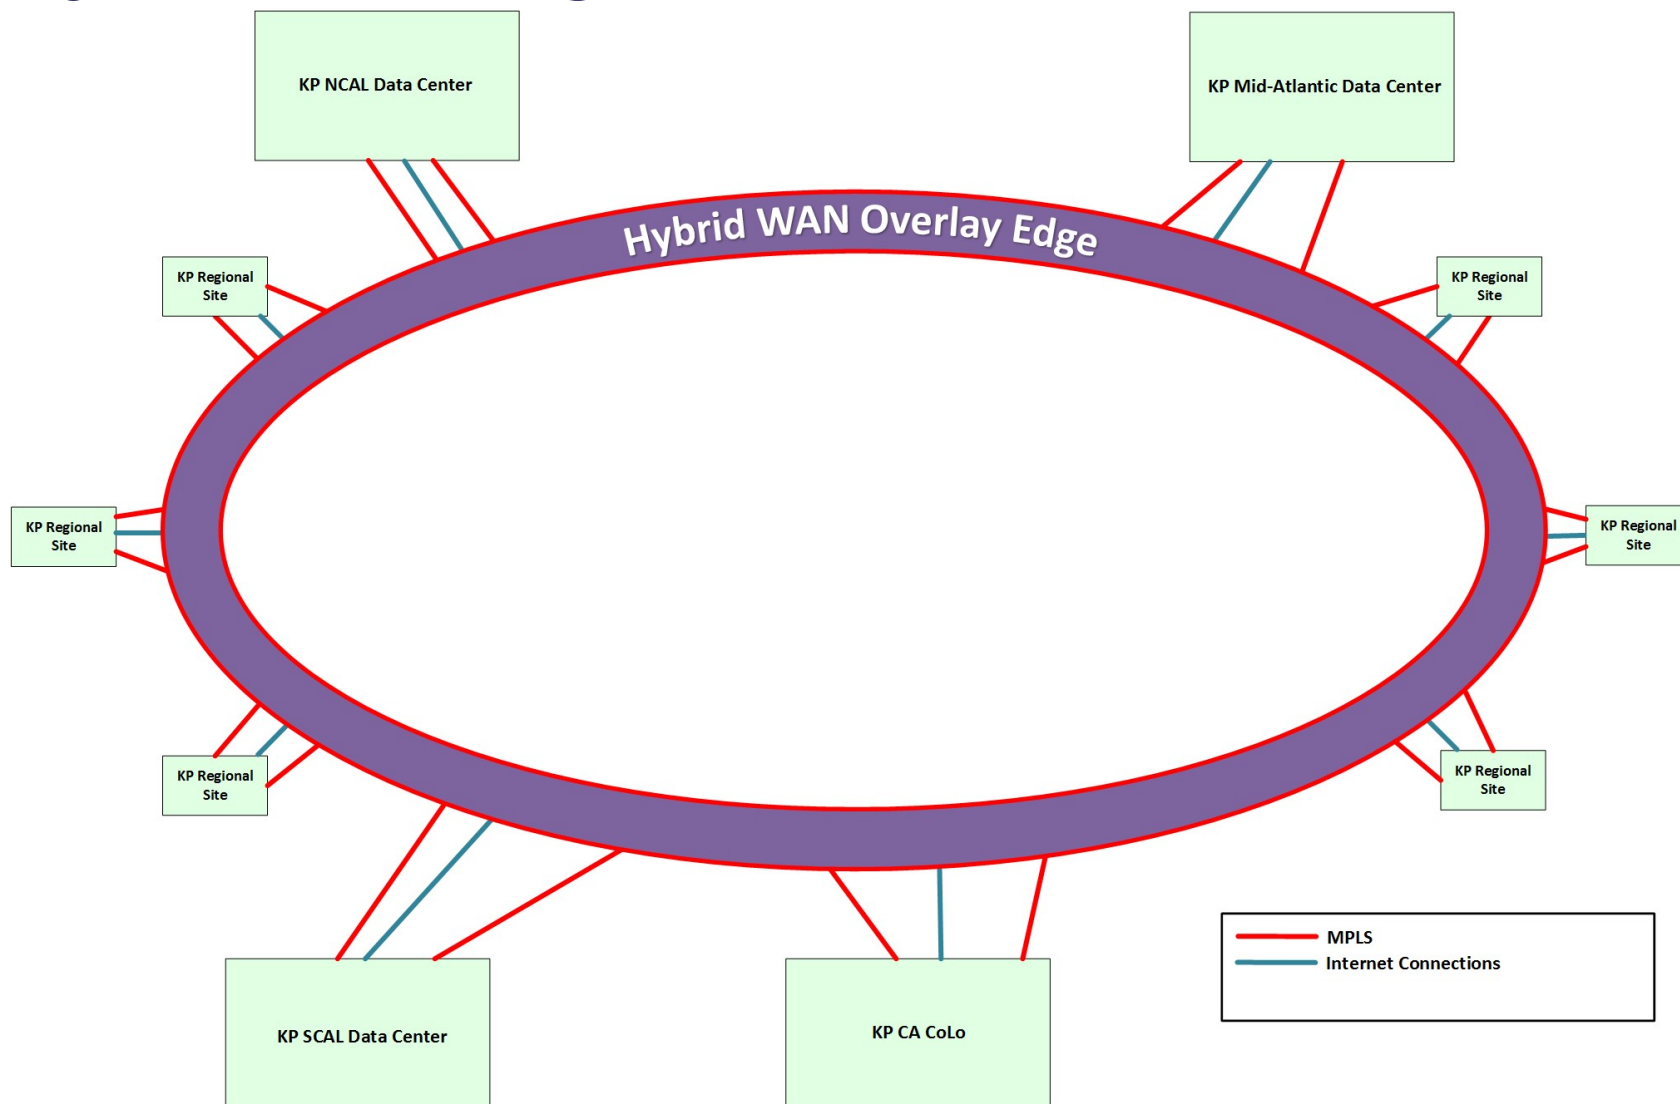 KP NCAL Data Center
KP Mid-Atlantic Data Center
Hybrid WAN Overlay Edge
KP Regional
Site
KP Regional
Site
KP Regional
Site
KP Regional
Site
KP Regional
Site
KP Regional
Site
KP SCAL Data Center
KP CA CoLo
MPLS
Internet Connections